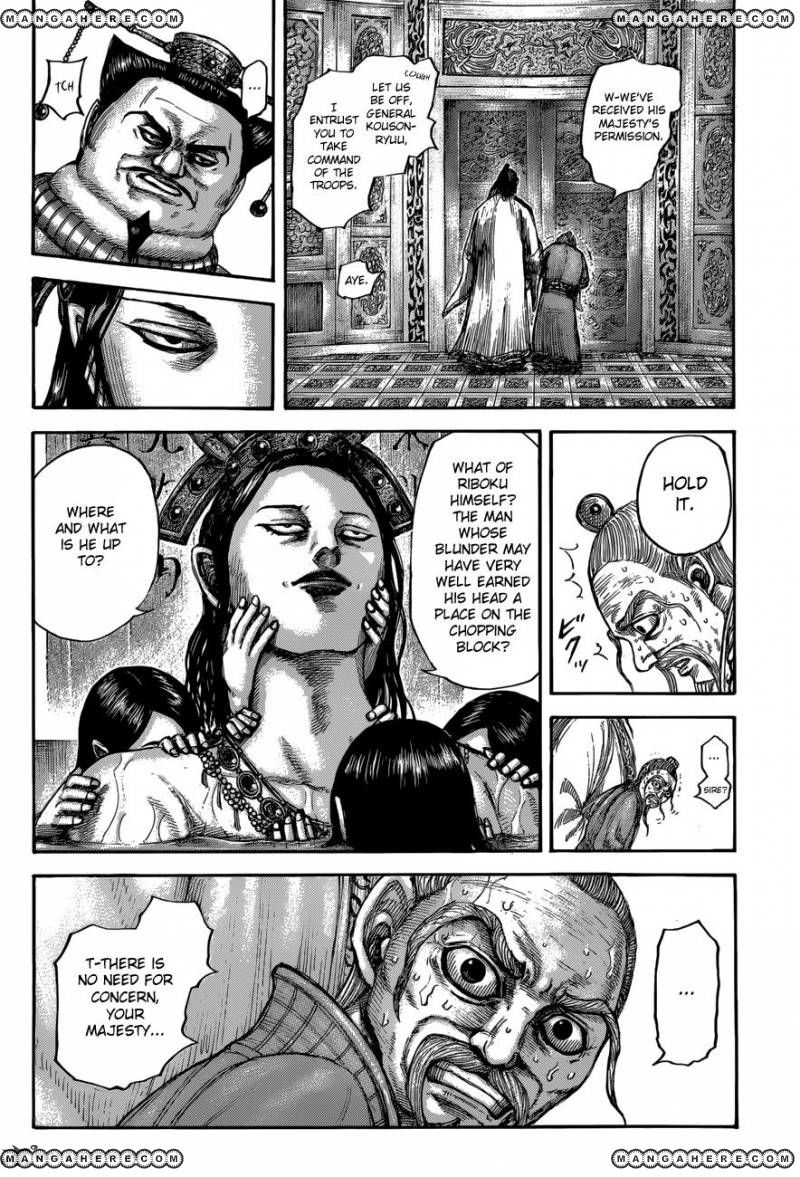 MANGAHERE.COM
MANGAHERE.COM
W-WE'VE
RECEIVED HIS
MAJESTY'S
PERMISSION.
COUGH
LET US
BE OFF,
GENERAL
KOUSON-
RYUU,
I
ENTRUST
YOU TO
TAKE
COMMAND
OF THE
TROOPS.
AYE.
...
TCH
HOLD
IT.
ビクッ
...
SIRE?
WHAT OF
RIBOKU
HIMSELF?
THE MAN
WHOSE
BLUNDER MAY
HAVE VERY
WELL EARNED
HIS HEAD A
PLACE ON THE
CHOPPING
BLOCK?
WHERE
AND WHAT
IS HE UP
TO?
...
T-THERE IS
NO NEED FOR
CONCERN,
YOUR
MAJESTY...
MANGAHERE.COM
MANGAHERE.COM